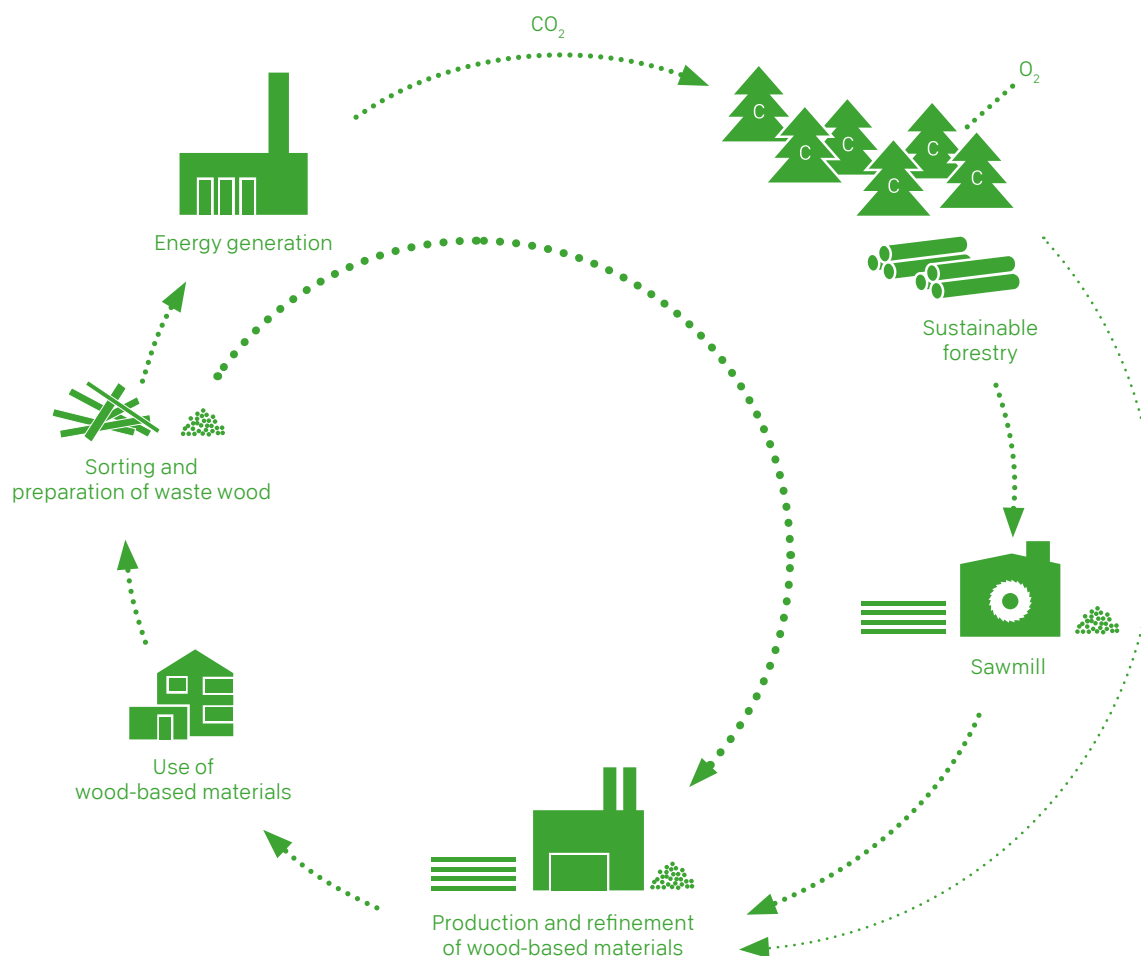 CO₂
O₂
C
C
C
C
C
C
Energy generation
Sustainable
forestry
Sorting and
preparation of waste wood
Sawmill
Use of
wood-based materials
Production and refinement
of wood-based materials